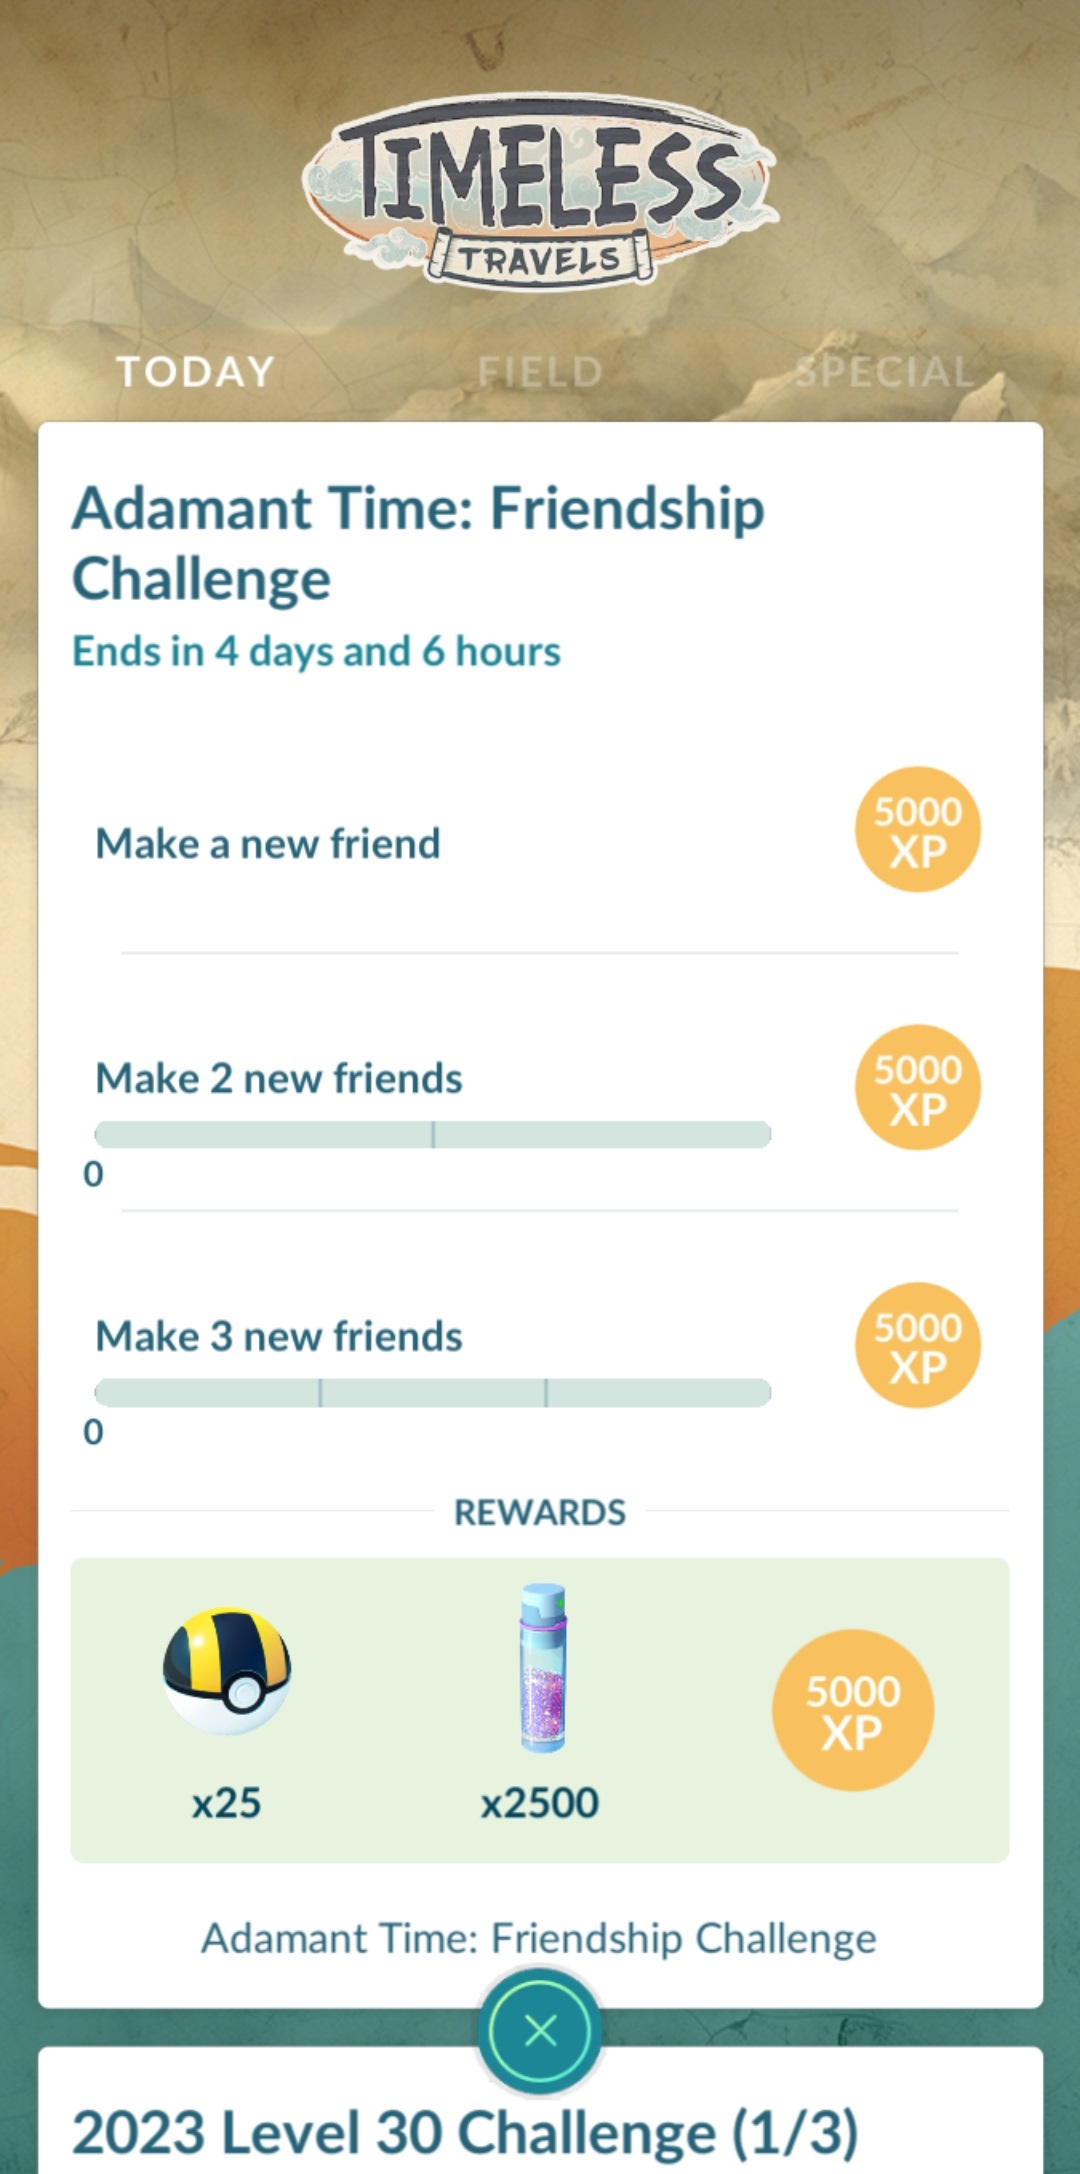 TIMELESS
TRAVELS
TODAY FIELD SPECIAL
Adamant Time: Friendship
Challenge
Ends in 4 days and 6 hours
Make a new friend
5000
XP
Make 2 new friends
0
5000
XP
Make 3 new friends
0
5000
XP
REWARDS
x25
x2500
5000
XP
Adamant Time: Friendship Challenge
2023 Level 30 Challenge (1/3)